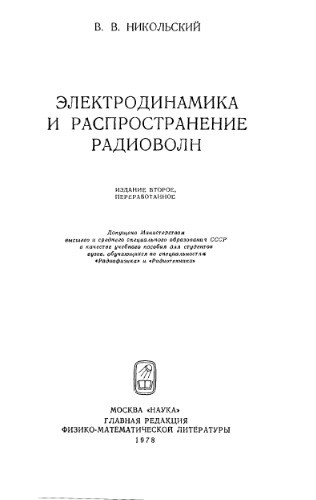 В. В. НИКОЛЬСКИЙ
ЭЛЕКТРОДИНАМИКА
И РАСПРОСТРАНЕНИЕ
РАДИОВОЛН
ИЗДАНИЕ ВТОРОЕ,
ПЕРЕРАБОТАННОЕ
Допущено Министерством
высшего и среднего специального образования СССР
в качестве учебного пособия для студентов
вузов, обучающихся по специальностям
«Радиофизика» и «Радиотехника»
МОСКВА «НАУКА»
ГЛАВНАЯ РЕДАКЦИЯ
ФИЗИКО-МАТЕМАТИЧЕСКОЙ ЛИТЕРАТУРЫ
1978